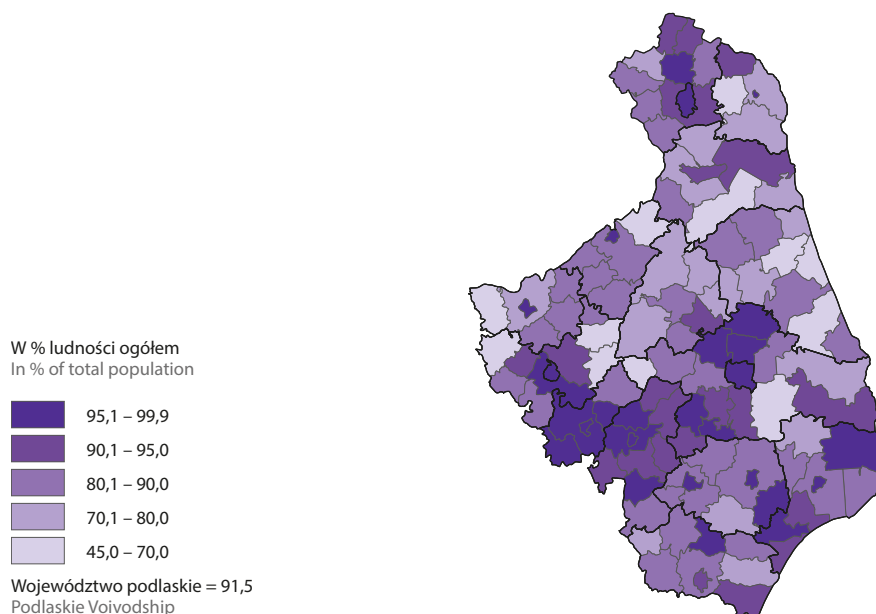 W % ludności ogółem
In % of total population
95,1 – 99,9
90,1 – 95,0
80,1 – 90,0
70,1 – 80,0
45,0 – 70,0
Województwo podlaskie = 91,5
Podlaskie Voivodship